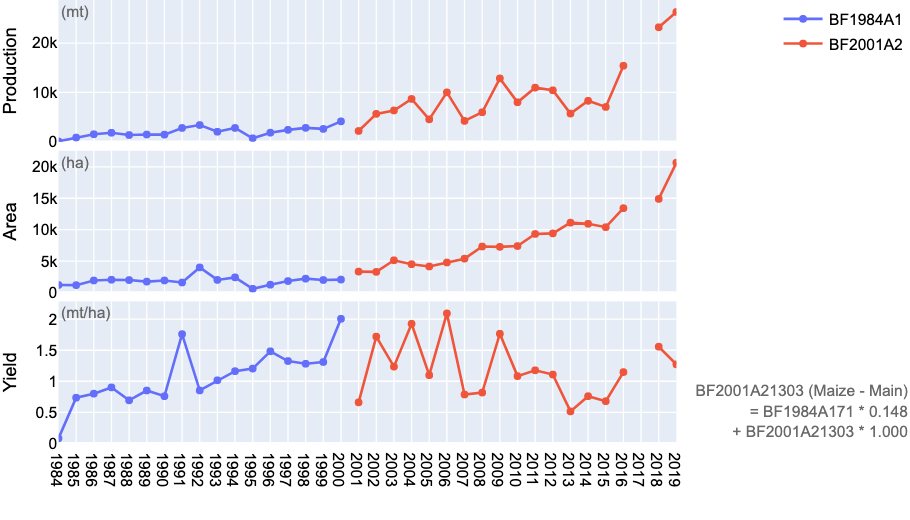 (mt)
BF1984A1
BF2001A2
Production
20k
10k
0
(ha)
Area
20k
15k
10k
5k
0
(mt/ha)
Yield
2
1.5
1
0.5
0
BF2001A21303 (Maize - Main)
= BF1984A171 * 0.148
+ BF2001A21303 * 1.000
1984
1985
1986
1987
1988
1989
1990
1991
1992
1993
1994
1995
1996
1997
1998
1999
2000
2001
2002
2003
2004
2005
2006
2007
2008
2009
2010
2011
2012
2013
2014
2015
2016
2017
2018
2019